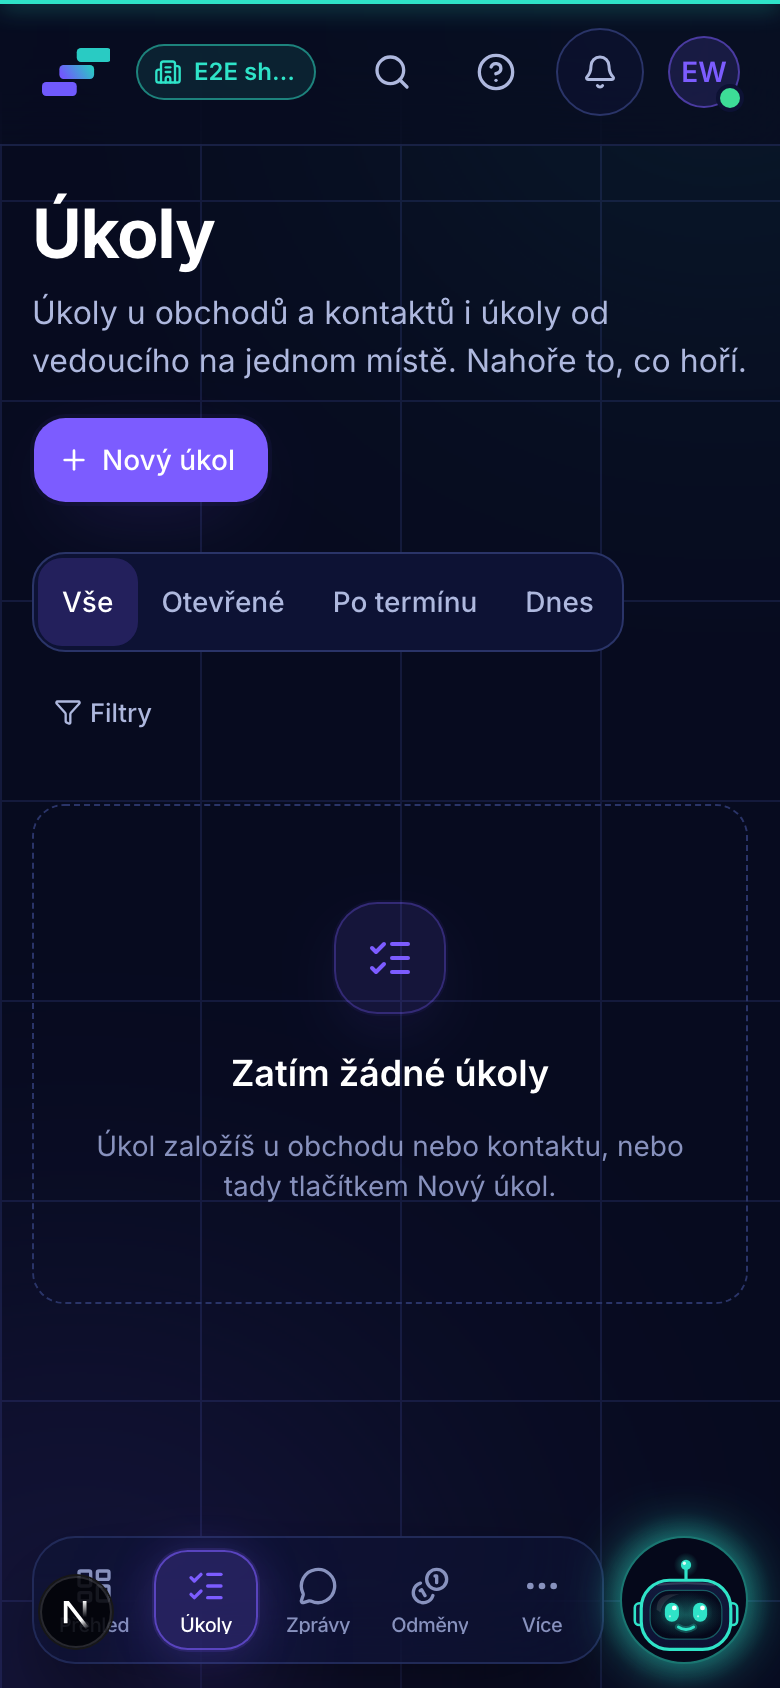 E2E sh...
EW
Úkoly
Úkoly u obchodů a kontaktů i úkoly od
vedoucího na jednom místě. Nahoře to, co hoří.
Nový úkol
Vše
Otevřené
Po termínu
Dnes
Filtry
Zatím žádné úkoly
Úkol založíš u obchodu nebo kontaktu, nebo
tady tlačítkem Nový úkol.
N
Úkoly
Zprávy
Odměny
Více